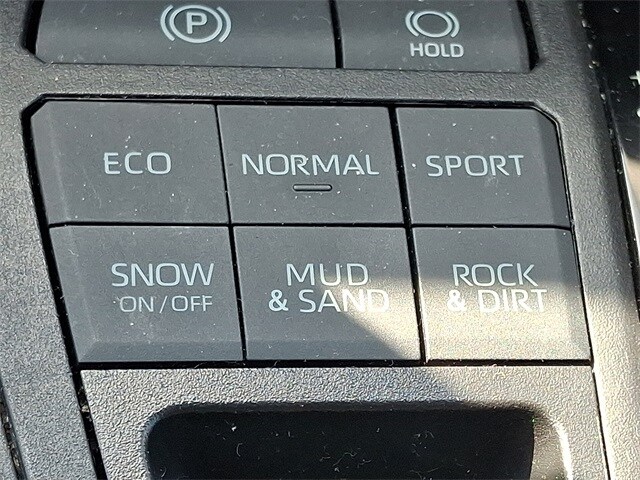 P
HOLD
ECO
NORMAL
SPORT
SNOW
ON/OFF
MUD
& SAND
ROCK
& DIRT